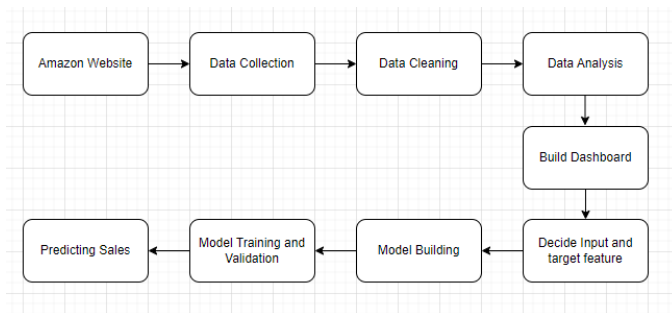 Amazon Website
Data Collection
Data Cleaning
Data Analysis
Build Dashboard
Decide Input and
target feature
Model Building
Model Training and
Validation
Predicting Sales